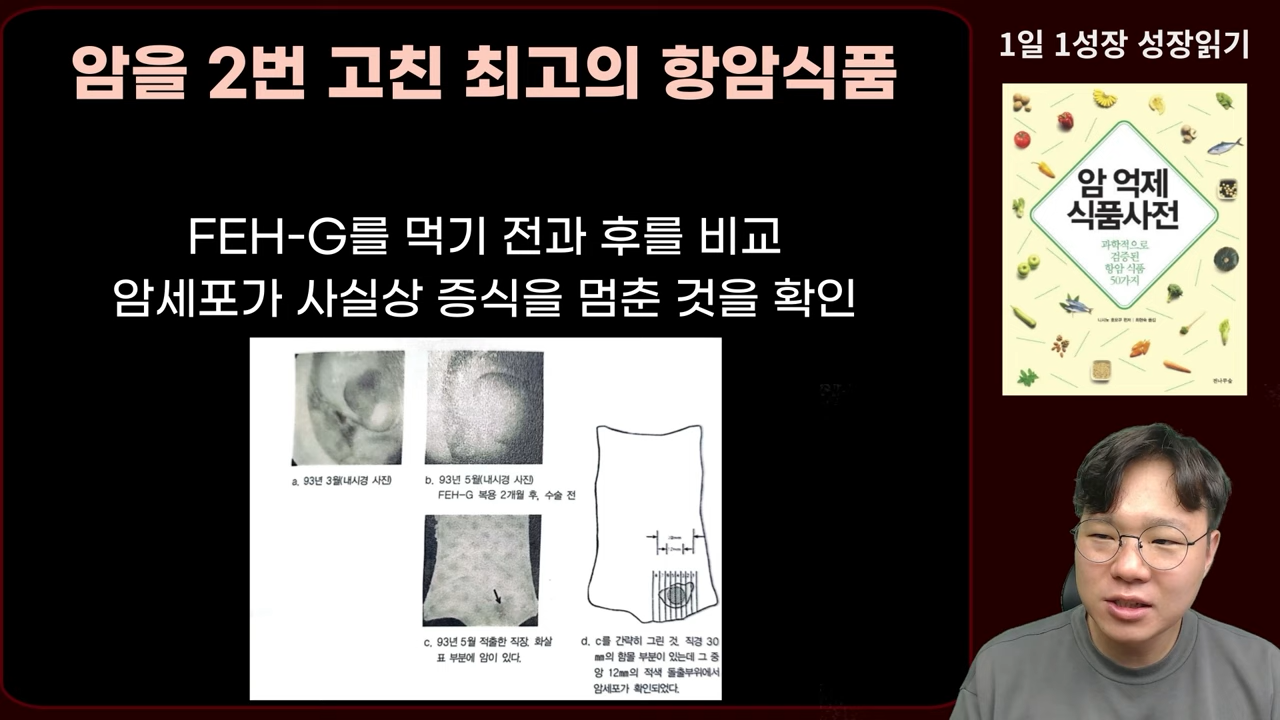 암을 2번 고친 최고의 항암식품
1일 1성장 성장읽기
FEH-G를 먹기 전과 후를 비교
암세포가 사실상 증식을 멈춘 것을 확인
a. 93년 3월(내시경 사진)
b. 93년 5월(내시경 사진)
FEH-G 복용 2개월 후, 수술 전
c. 93년 5월 적출한 직장. 화살
표 부분에 암이 있다.
d. c를 간략히 그린 것. 직경 30
㎜의 함몰 부분이 있는데 그 중
앙 12㎜의 적색 돌출부위에서
암세포가 확인되었다.
암 억제
식품사전
과학적으로
검증된
항암 식품
50가지
전나무숲